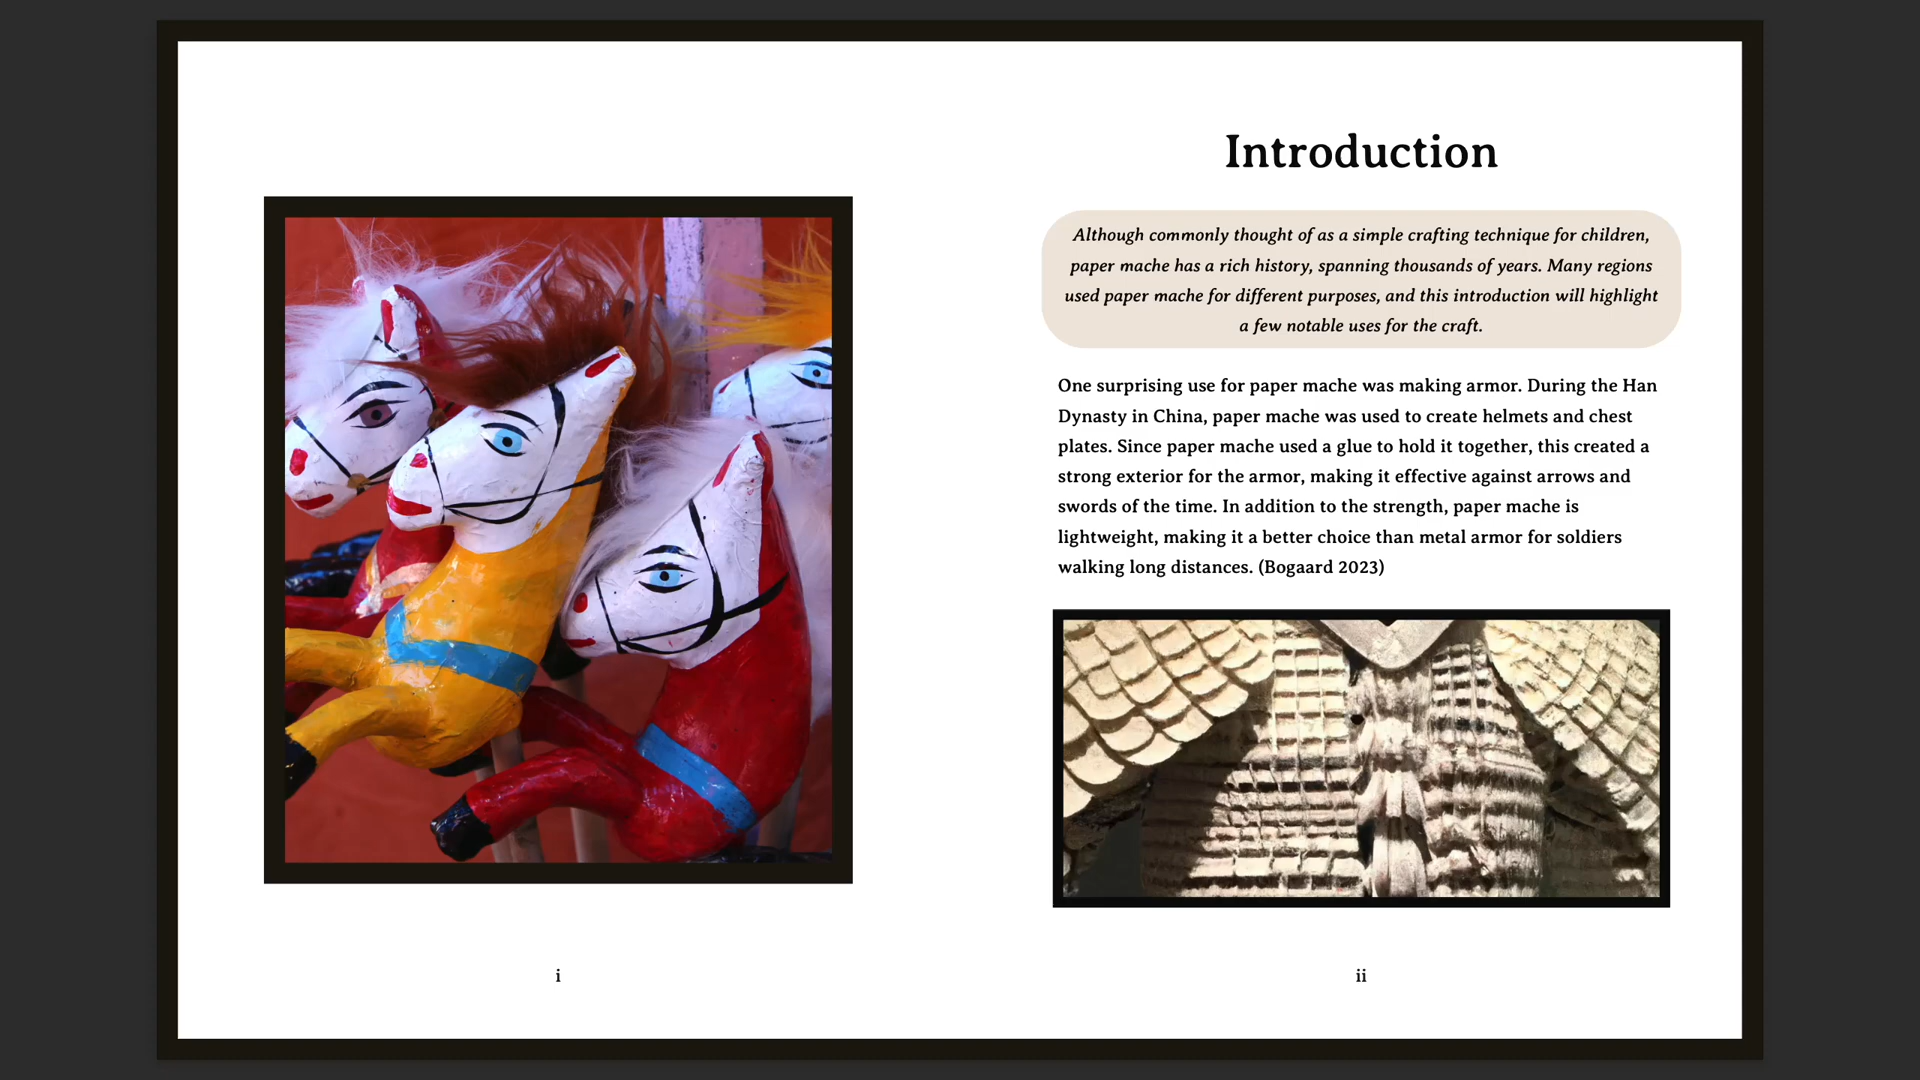 Introduction
Although commonly thought of as a simple crafting technique for children,
paper mache has a rich history, spanning thousands of years. Many regions
used paper mache for different purposes, and this introduction will highlight
a few notable uses for the craft.
One surprising use for paper mache was making armor. During the Han
Dynasty in China, paper mache was used to create helmets and chest
plates. Since paper mache used a glue to hold it together, this created a
strong exterior for the armor, making it effective against arrows and
swords of the time. In addition to the strength, paper mache is
lightweight, making it a better choice than metal armor for soldiers
walking long distances. (Bogaard 2023)
i
ii